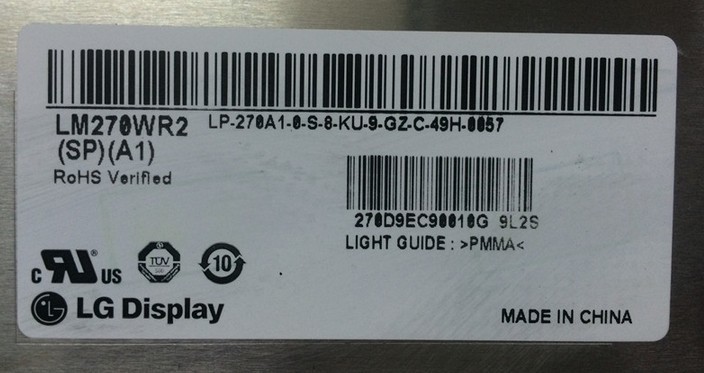 LM270WR2 LP-270A1-0-S-8-KU-9-GZ-C-49H-0057
(SP)(A1)
RoHS Verified
270D9EC90010G 9L2S
LIGHT GUIDE : >PMMA<
c RU® US TÜV 10
LG Display
MADE IN CHINA